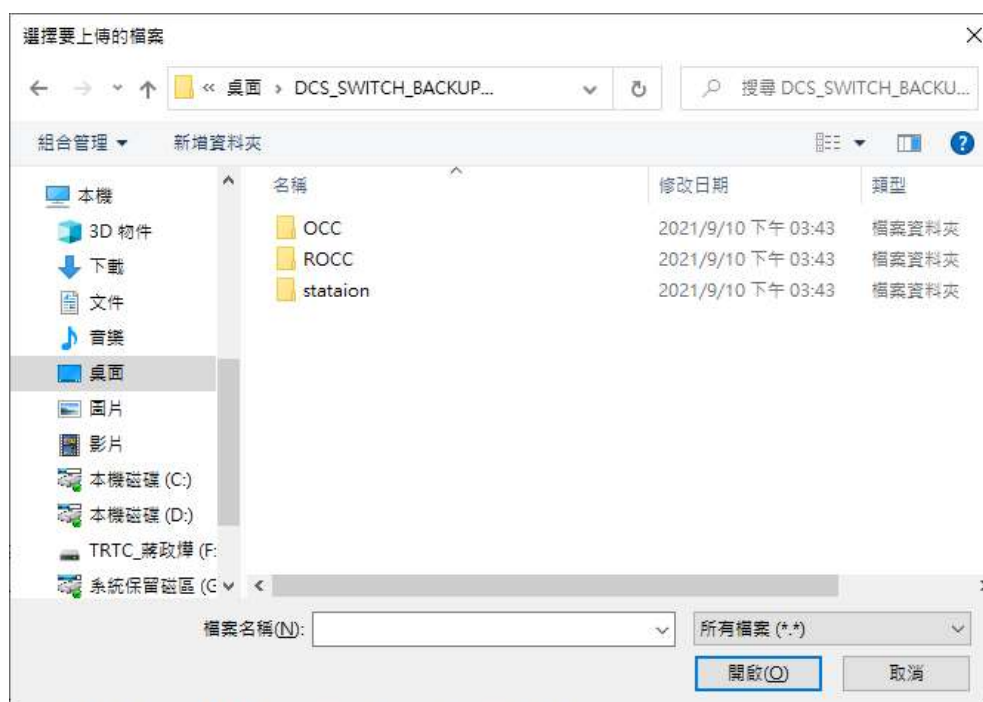 選擇要上傳的檔案
« 桌面 › DCS_SWITCH_BACKUP...
搜尋 DCS_SWITCH_BACKU...
組合管理
新增資料夾
名稱
修改日期
類型
本機
3D 物件
下載
文件
音樂
桌面
圖片
影片
本機磁碟 (C:)
本機磁碟 (D:)
TRTC_蔣政燁 (F:
系統保留磁區 (G
OCC 2021/9/10 下午 03:43 檔案資料夾
ROCC 2021/9/10 下午 03:43 檔案資料夾
stataion 2021/9/10 下午 03:43 檔案資料夾
檔案名稱(N):
所有檔案 (*.*)
開啟(O)
取消